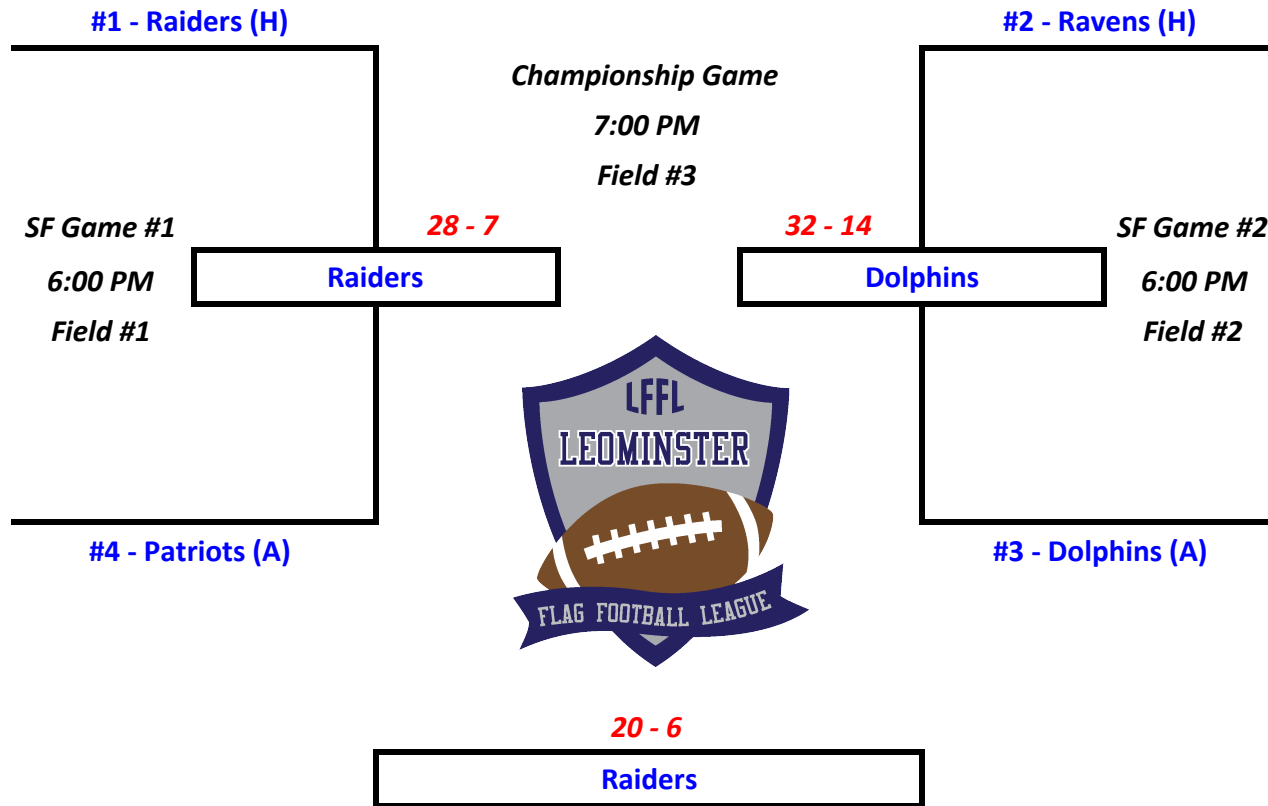 #1 - Raiders (H)
#2 - Ravens (H)
Championship Game
7:00 PM
Field #3
SF Game #1
6:00 PM
Field #1
28 - 7
Raiders
32 - 14
Dolphins
SF Game #2
6:00 PM
Field #2
#4 - Patriots (A)
#3 - Dolphins (A)
LFFL
LEOMINSTER
FLAG FOOTBALL LEAGUE
20 - 6
Raiders